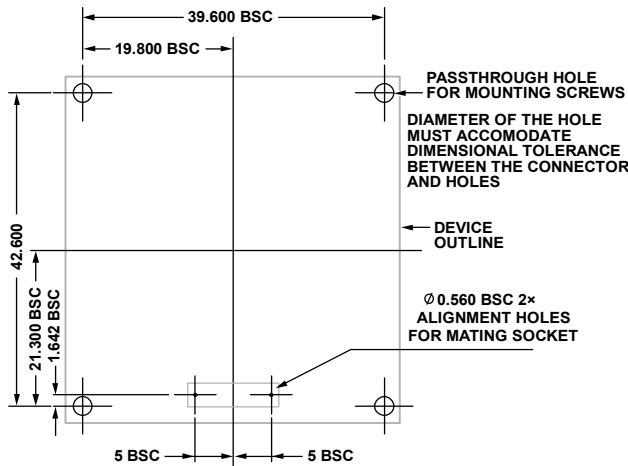 39.600 BSC
19.800 BSC
PASSTHROUGH HOLE
FOR MOUNTING SCREWS
DIAMETER OF THE HOLE
MUST ACCOMODATE
DIMENSIONAL TOLERANCE
BETWEEN THE CONNECTOR
AND HOLES
42.600
DEVICE
OUTLINE
21.300 BSC
1.642 BSC
Ø 0.560 BSC 2×
ALIGNMENT HOLES
FOR MATING SOCKET
5 BSC
5 BSC